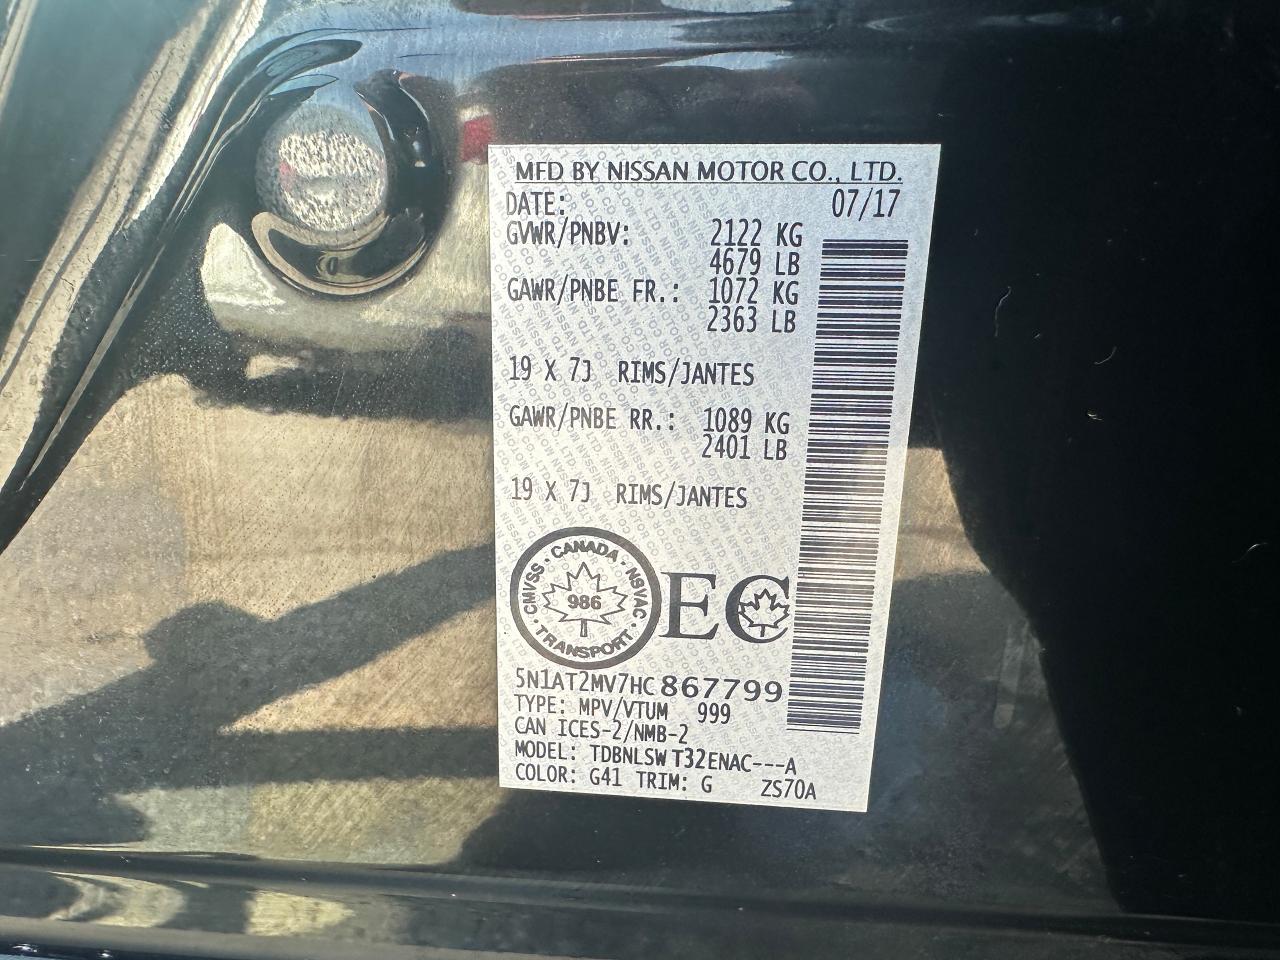 MFD BY NISSAN MOTOR CO., LTD.
DATE: 07/17
GVWR/PNBV: 2122 KG
4679 LB
GAWR/PNBE FR.: 1072 KG
2363 LB
19 X 7J RIMS/JANTES
GAWR/PNBE RR.: 1089 KG
2401 LB
19 X 7J RIMS/JANTES
CMVSS · CANADA · NSVAC · TRANSPORT ·
986
EC
5N1AT2MV7HC867799
TYPE: MPV/VTUM 999
CAN ICES-2/NMB-2
MODEL: TDBNLSW T32ENAC---A
COLOR: G41 TRIM: G ZS70A